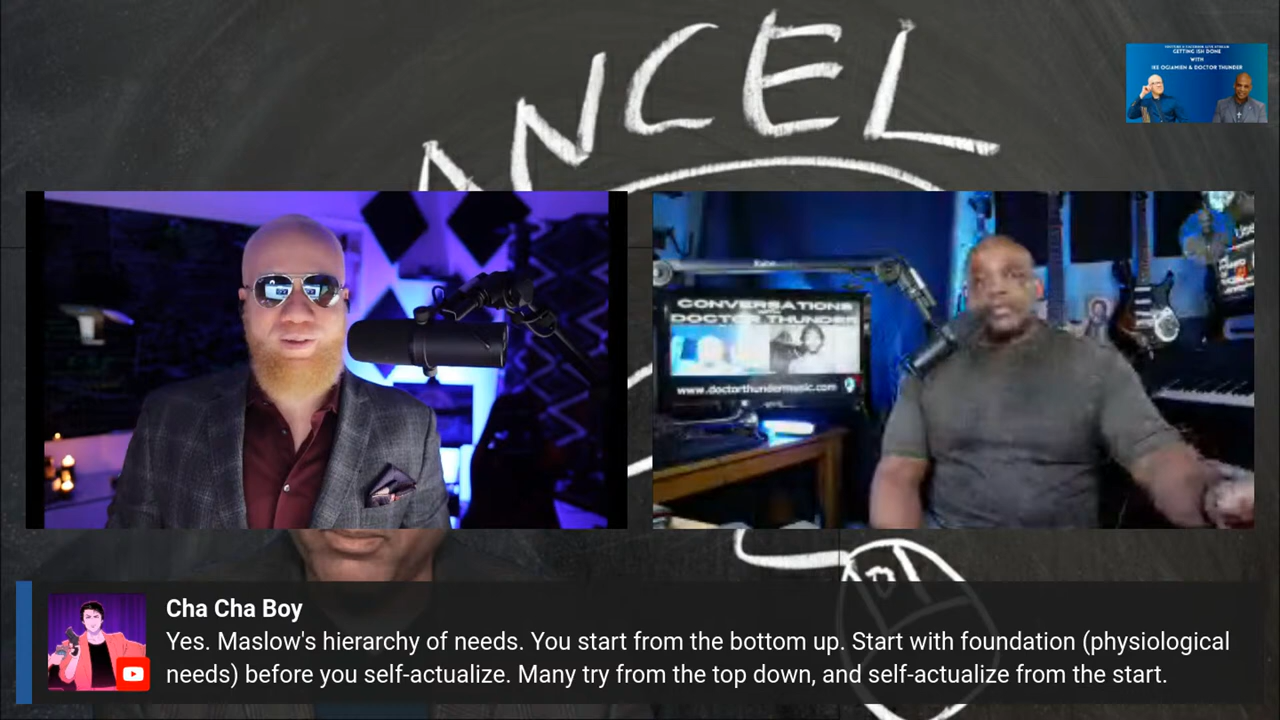 ANCEL
GETTING ISH DONE
WITH
IKE OGIAMIEN & DOCTOR THUNDER
CONVERSATIONS
DOCTOR THUNDER
www.doctorthundermusic.com
Cha Cha Boy
Yes. Maslow's hierarchy of needs. You start from the bottom up. Start with foundation (physiological
needs) before you self-actualize. Many try from the top down, and self-actualize from the start.